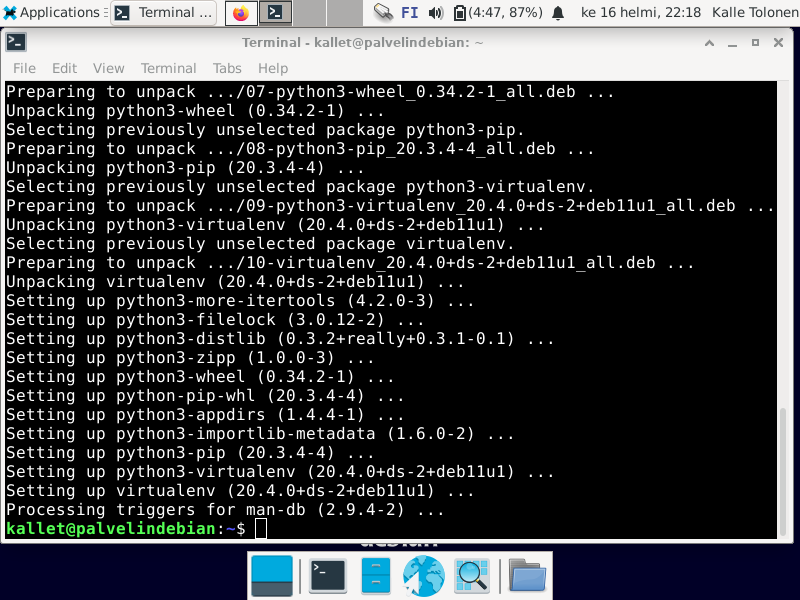 Applications
Terminal ...
FI
(4:47, 87%)
ke 16 helmi, 22:18
Kalle Tolonen
Terminal - kallet@palvelindebian: ~
File Edit View Terminal Tabs Help
Preparing to unpack .../07-python3-wheel_0.34.2-1_all.deb ...
Unpacking python3-wheel (0.34.2-1) ...
Selecting previously unselected package python3-pip.
Preparing to unpack .../08-python3-pip_20.3.4-4_all.deb ...
Unpacking python3-pip (20.3.4-4) ...
Selecting previously unselected package python3-virtualenv.
Preparing to unpack .../09-python3-virtualenv_20.4.0+ds-2+deb11u1_all.deb ...
Unpacking python3-virtualenv (20.4.0+ds-2+deb11u1) ...
Selecting previously unselected package virtualenv.
Preparing to unpack .../10-virtualenv_20.4.0+ds-2+deb11u1_all.deb ...
Unpacking virtualenv (20.4.0+ds-2+deb11u1) ...
Setting up python3-more-itertools (4.2.0-3) ...
Setting up python3-filelock (3.0.12-2) ...
Setting up python3-distlib (0.3.2+really+0.3.1-0.1) ...
Setting up python3-zipp (1.0.0-3) ...
Setting up python3-wheel (0.34.2-1) ...
Setting up python-pip-whl (20.3.4-4) ...
Setting up python3-appdirs (1.4.4-1) ...
Setting up python3-importlib-metadata (1.6.0-2) ...
Setting up python3-pip (20.3.4-4) ...
Setting up python3-virtualenv (20.4.0+ds-2+deb11u1) ...
Setting up virtualenv (20.4.0+ds-2+deb11u1) ...
Processing triggers for man-db (2.9.4-2) ...
kallet@palvelindebian:~$